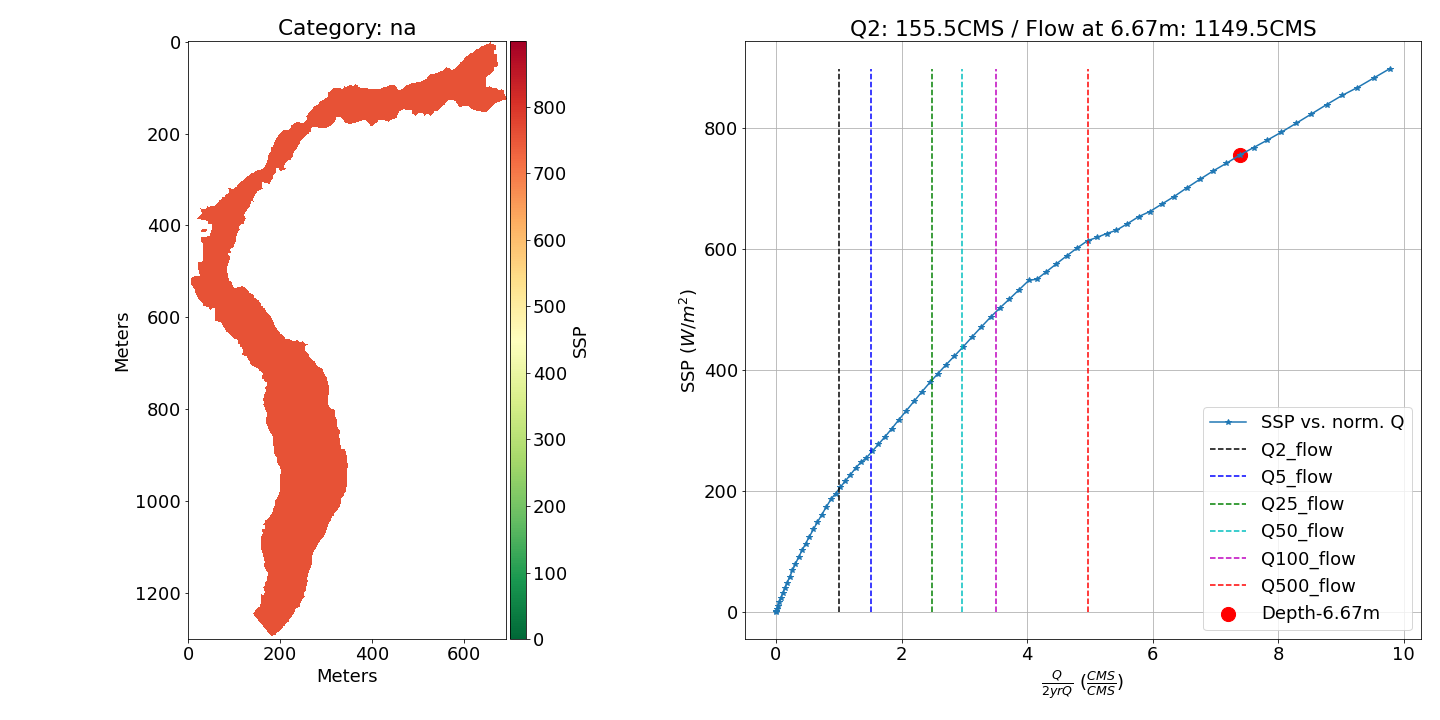 Category: na
0
200
400
600
800
1000
1200
Meters
0
200
400
600
Meters
800
700
600
500
400
300
200
100
0
SSP
Q2: 155.5CMS / Flow at 6.67m: 1149.5CMS
800
600
400
200
0
SSP (W/m²)
0
2
4
6
8
10
Q/2yrQ (CMS/CMS)
SSP vs. norm. Q
Q2_flow
Q5_flow
Q25_flow
Q50_flow
Q100_flow
Q500_flow
Depth-6.67m